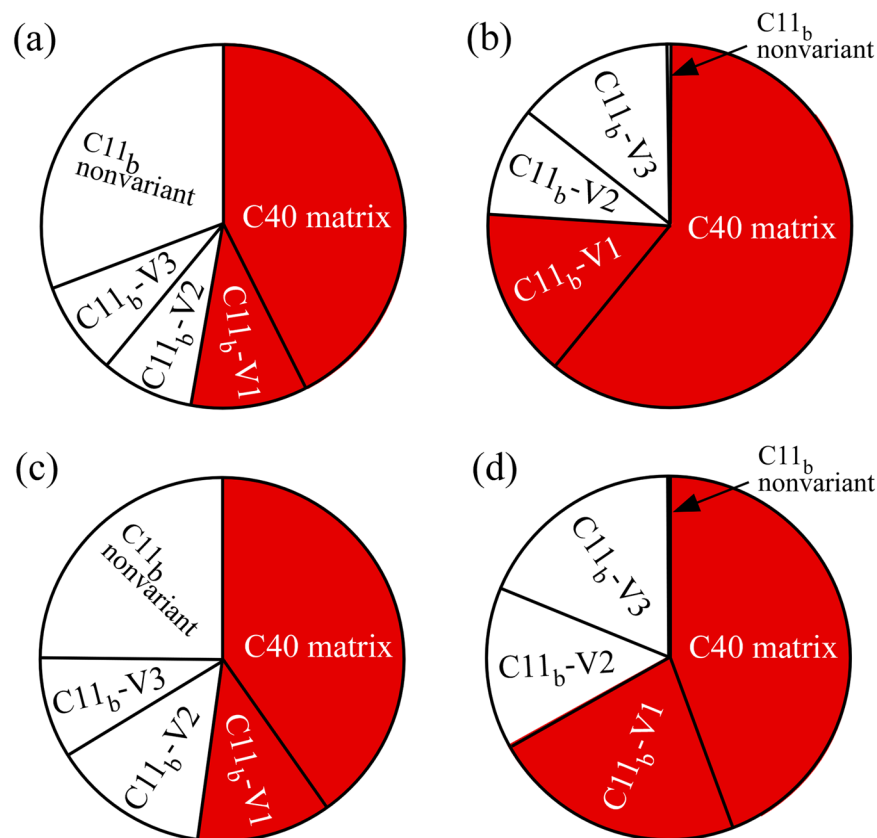 (a)
C11b
nonvariant
C40 matrix
C11b-V3
C11b-V2
C11b-V1
(b)
C11b
nonvariant
C11b-V3
C11b-V2
C11b-V1
C40 matrix
(c)
C11b
nonvariant
C40 matrix
C11b-V3
C11b-V2
C11b-V1
(d)
C11b
nonvariant
C11b-V3
C11b-V2
C11b-V1
C40 matrix